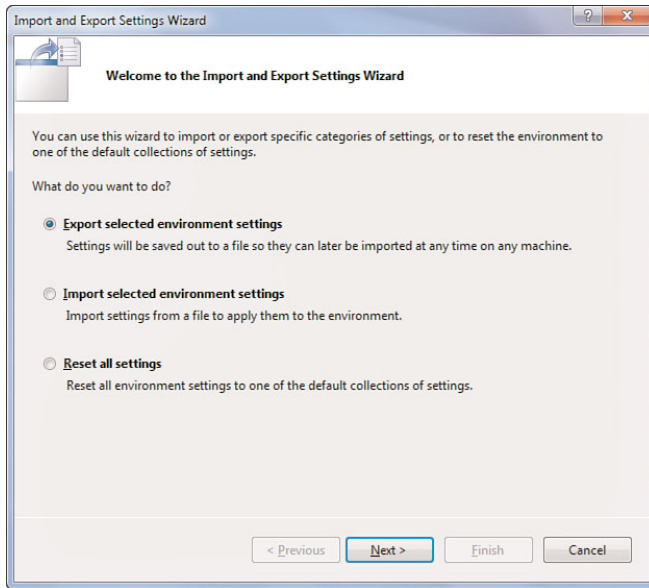 Import and Export Settings Wizard
Welcome to the Import and Export Settings Wizard
You can use this wizard to import or export specific categories of settings, or to reset the environment to
one of the default collections of settings.
What do you want to do?
Export selected environment settings
Settings will be saved out to a file so they can later be imported at any time on any machine.
Import selected environment settings
Import settings from a file to apply them to the environment.
Reset all settings
Reset all environment settings to one of the default collections of settings.
< Previous Next > Finish Cancel